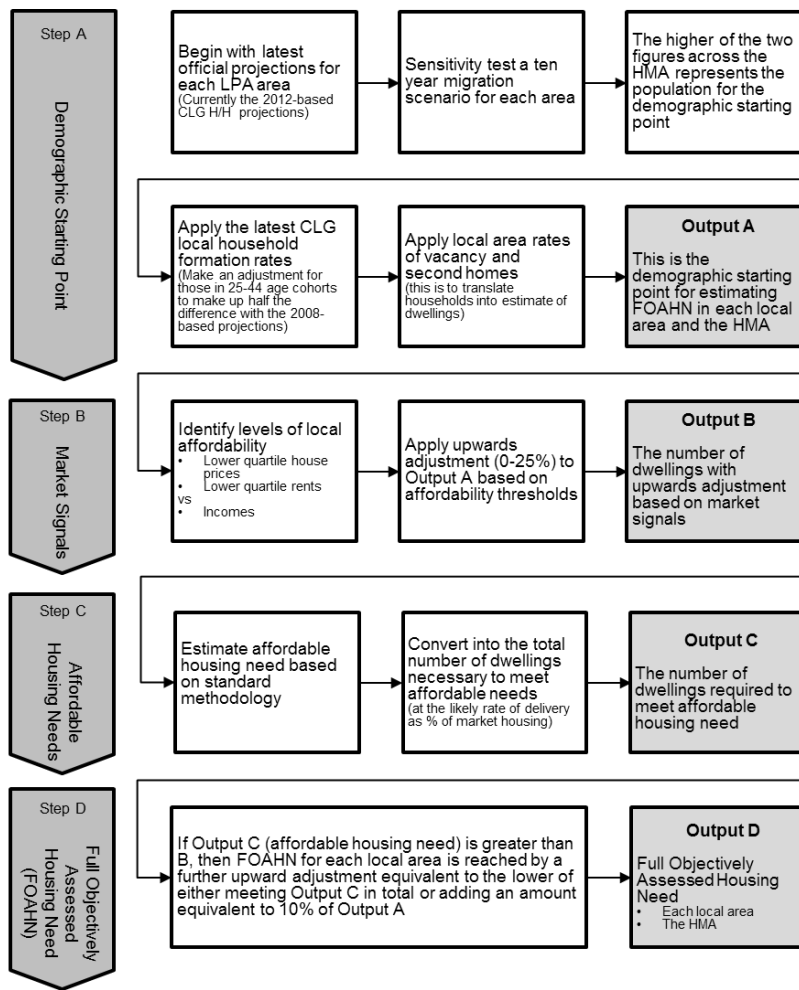 Step A
Demographic Starting Point
Begin with latest
official projections for
each LPA area
(Currently the 2012-based
CLG H/H projections)
Sensitivity test a ten
year migration
scenario for each area
The higher of the two
figures across the
HMA represents the
population for the
demographic starting
point
Apply the latest CLG
local household
formation rates
(Make an adjustment for
those in 25-44 age cohorts
to make up half the
difference with the 2008-
based projections)
Apply local area rates
of vacancy and
second homes
(this is to translate
households into estimate of
dwellings)
Output A
This is the
demographic starting
point for estimating
FOAHN in each local
area and the HMA
Step B
Market Signals
Identify levels of local
affordability
• Lower quartile house
prices
• Lower quartile rents
vs
• Incomes
Apply upwards
adjustment (0-25%) to
Output A based on
affordability thresholds
Output B
The number of
dwellings with
upwards adjustment
based on market
signals
Step C
Affordable
Housing Needs
Estimate affordable
housing need based
on standard
methodology
Convert into the total
number of dwellings
necessary to meet
affordable needs
(at the likely rate of delivery
as % of market housing)
Output C
The number of
dwellings required to
meet affordable
housing need
Step D
Full Objectively
Assessed
Housing Need
(FOAHN)
If Output C (affordable housing need) is greater than
B, then FOAHN for each local area is reached by a
further upward adjustment equivalent to the lower of
either meeting Output C in total or adding an amount
equivalent to 10% of Output A
Output D
Full Objectively
Assessed Housing
Need
• Each local area
• The HMA